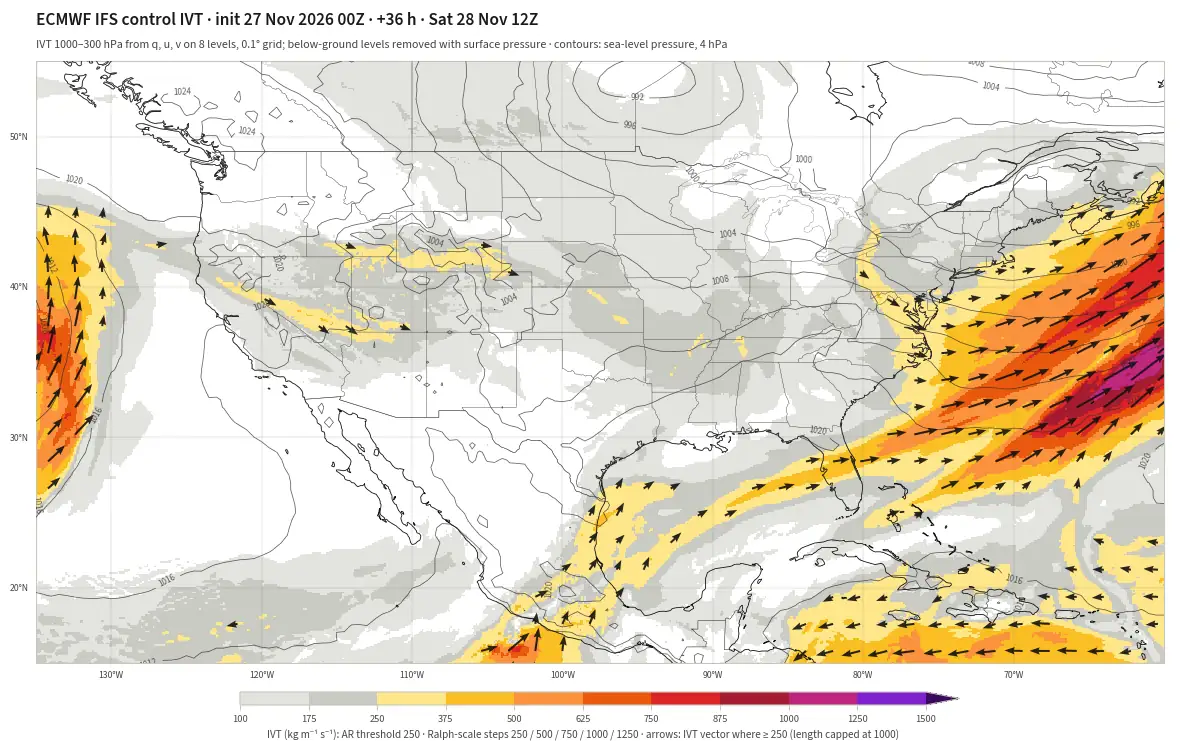 ECMWF IFS control IVT · init 27 Nov 2026 00Z · +36 h · Sat 28 Nov 12Z
IVT 1000–300 hPa from q, u, v on 8 levels, 0.1° grid; below-ground levels removed with surface pressure · contours: sea-level pressure, 4 hPa
1008
1024
992
1004
996
1024
50°N
1000
1000
1020
992
996
1004
1004
1020
1012
1008
40°N
1004
1016
1020
30°N
1020
1016
1016
20°N
1012
130°W
120°W
110°W
100°W
90°W
80°W
70°W
100
175
250
375
500
625
750
875
1000
1250
1500
IVT (kg m⁻¹ s⁻¹): AR threshold 250 · Ralph-scale steps 250 / 500 / 750 / 1000 / 1250 · arrows: IVT vector where ≥ 250 (length capped at 1000)